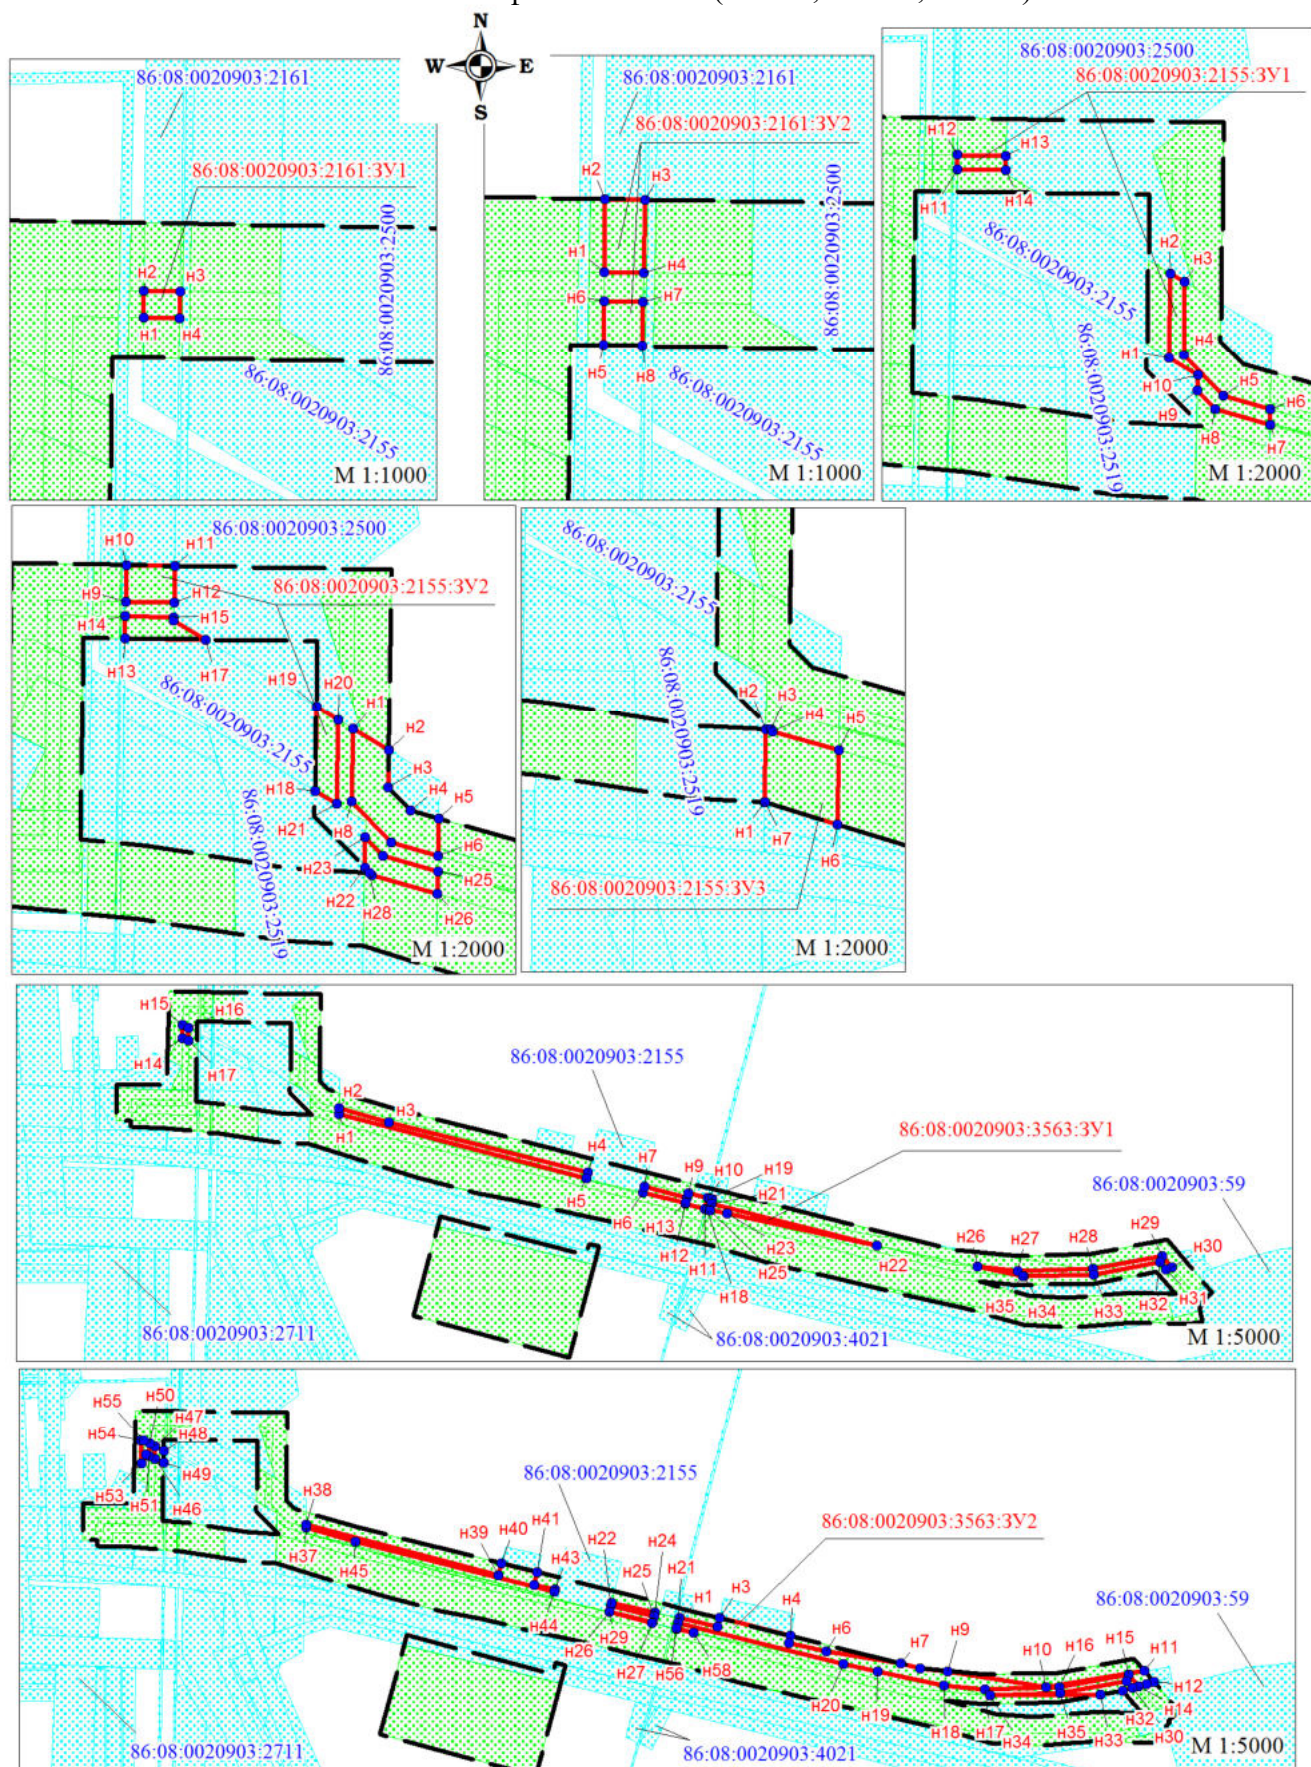 N
W E
S
86:08:0020903:2161
86:08:0020903:2161:ЗУ1
86:08:0020903:2500
н2 н3
н1 н4
86:08:0020903:2155
М 1:1000
86:08:0020903:2161
86:08:0020903:2161:ЗУ2
86:08:0020903:2500
н2 н3
н1 н4
н6 н7
н5 н8
86:08:0020903:2155
М 1:1000
86:08:0020903:2500
86:08:0020903:2155:ЗУ1
н12 н13
н11 н14
86:08:0020903:2155
н2 н3
н1 н4
н10 н5
н9 н6
н8 н7
86:08:0020903:2519
М 1:2000
86:08:0020903:2500
н10 н11
86:08:0020903:2155:ЗУ2
н9 н12
н14 н15
н13 н17
86:08:0020903:2155
н19 н20 н1
н2
н3
н18 н4
н21 н8 н5
н6
н23 н25
н22 н28 н26
86:08:0020903:2519
М 1:2000
86:08:0020903:2155
86:08:0020903:2519
н2 н3
н4 н5
н1 н7 н6
86:08:0020903:2155:ЗУ3
М 1:2000
н15 н16
н14 н17
86:08:0020903:2155
86:08:0020903:3563:ЗУ1
86:08:0020903:59
н2 н3
н1
н4 н7
н5 н6
н9 н10 н19
н21
н13 н12 н11
н18 н25 н23
н22
н26 н27 н28 н29 н30
н35 н34 н33 н32 н31
86:08:0020903:2711
86:08:0020903:4021
М 1:5000
н55 н50 н47
н54 н48
н49
н53 н51 н46
86:08:0020903:2155
86:08:0020903:3563:ЗУ2
86:08:0020903:59
н38
н37 н45
н39 н40 н41
н43
н44
н22 н24
н25 н21
н26 н29
н27 н56 н58
н1 н3
н4 н6
н7 н9
н20 н19 н18 н17
н10 н16 н15 н11
н12
н14
н34 н35 н33 н32 н30
86:08:0020903:2711
86:08:0020903:4021
М 1:5000